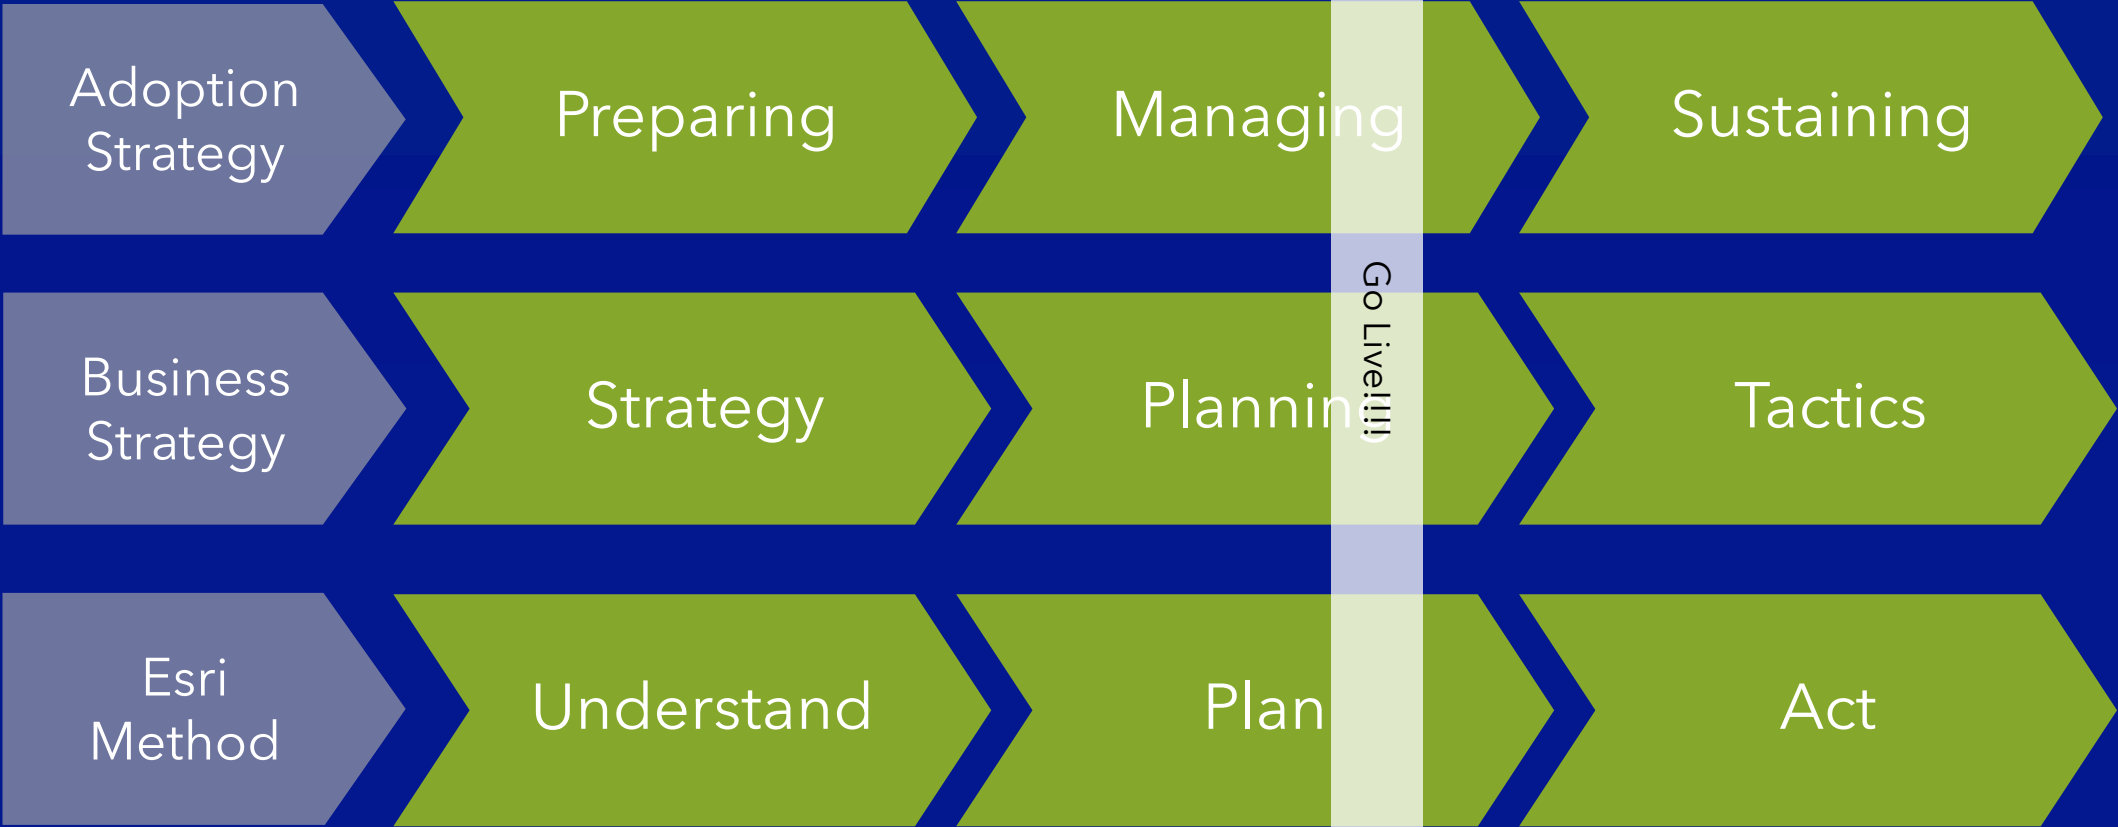 Adoption
Strategy
Preparing
Managing
Sustaining
Go Live!!!!
Business
Strategy
Strategy
Planning
Tactics
Esri
Method
Understand
Plan
Act